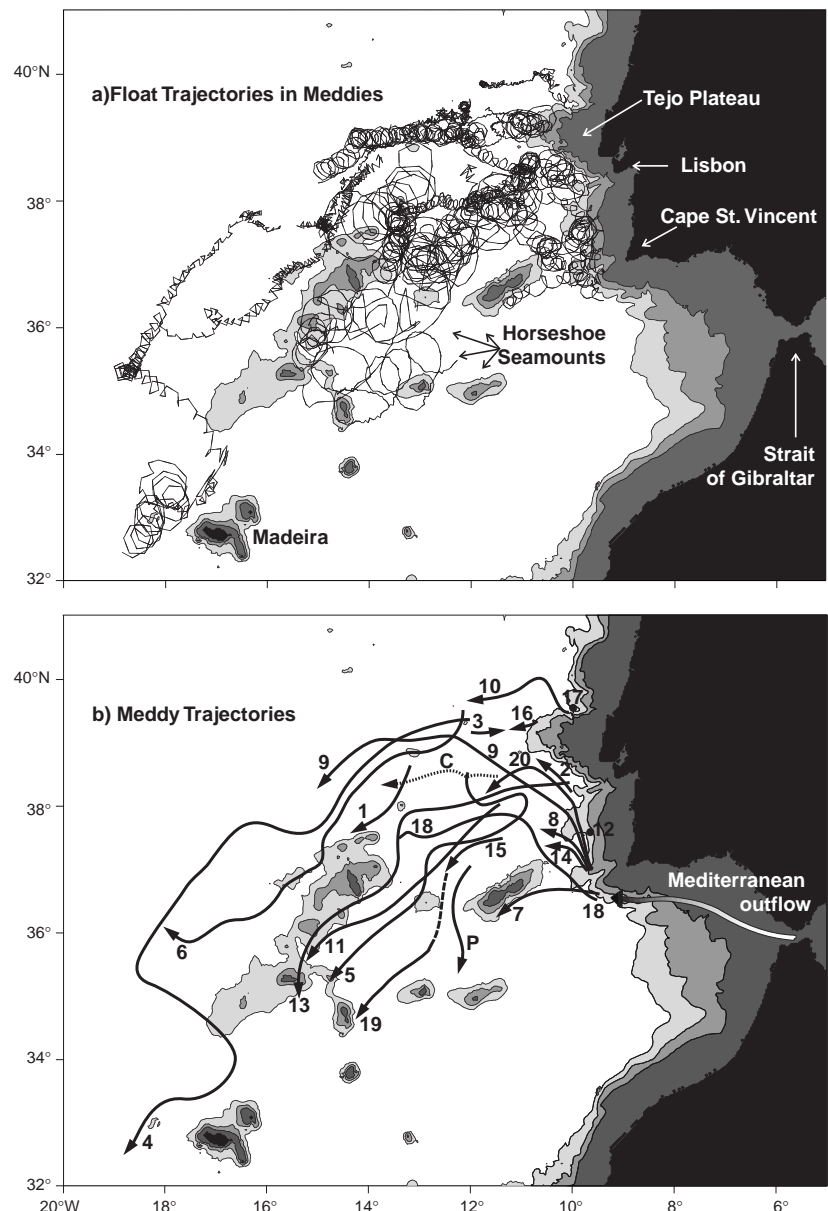 40°N
a)Float Trajectories in Meddies
Tejo Plateau
Lisbon
38°
Cape St. Vincent
36°
Horseshoe
Seamounts
34°
Strait
of Gibraltar
Madeira
32°
40°N
10
17
b) Meddy Trajectories
3
16
9
9
20
C
2
38°
1
18
8
12
15
14
Mediterranean
outflow
7
18
36°
6
11
P
5
13
19
34°
4
32°
20°W
18°
16°
14°
12°
10°
8°
6°